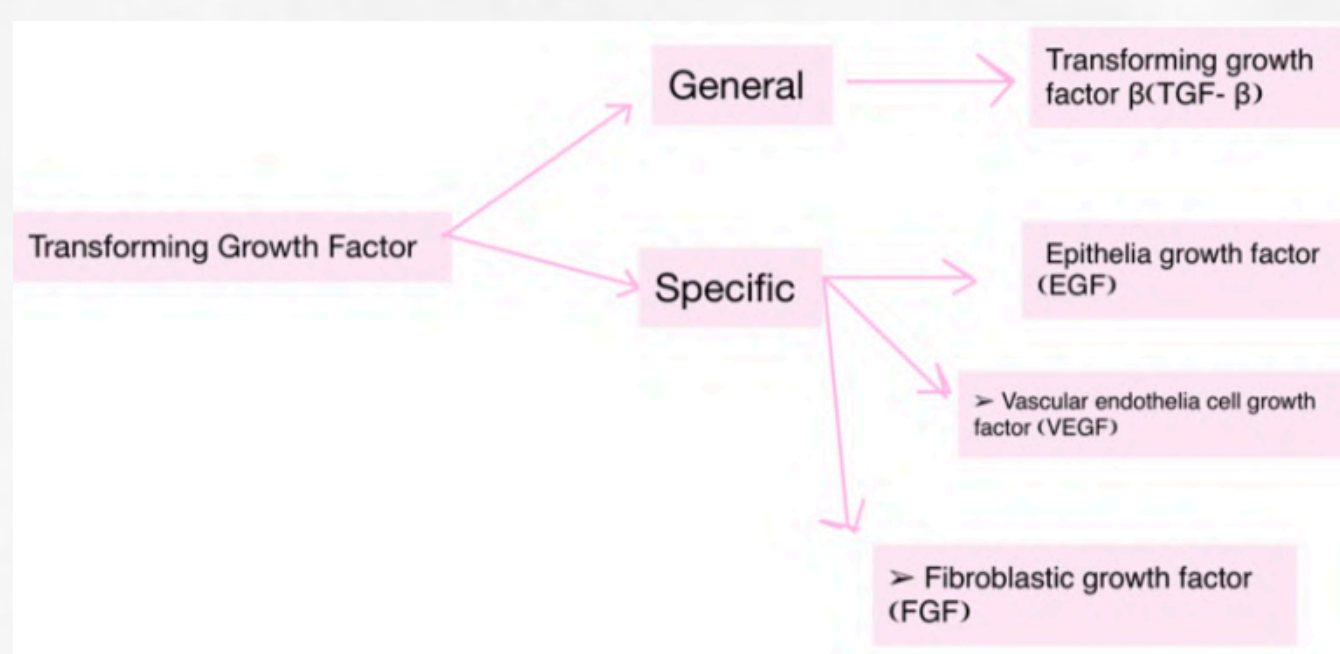 Transforming Growth Factor
General
Transforming growth
factor β(TGF- β)
Specific
Epithelia growth factor
(EGF)
➢ Vascular endothelia cell growth
factor (VEGF)
➢ Fibroblastic growth factor
(FGF)